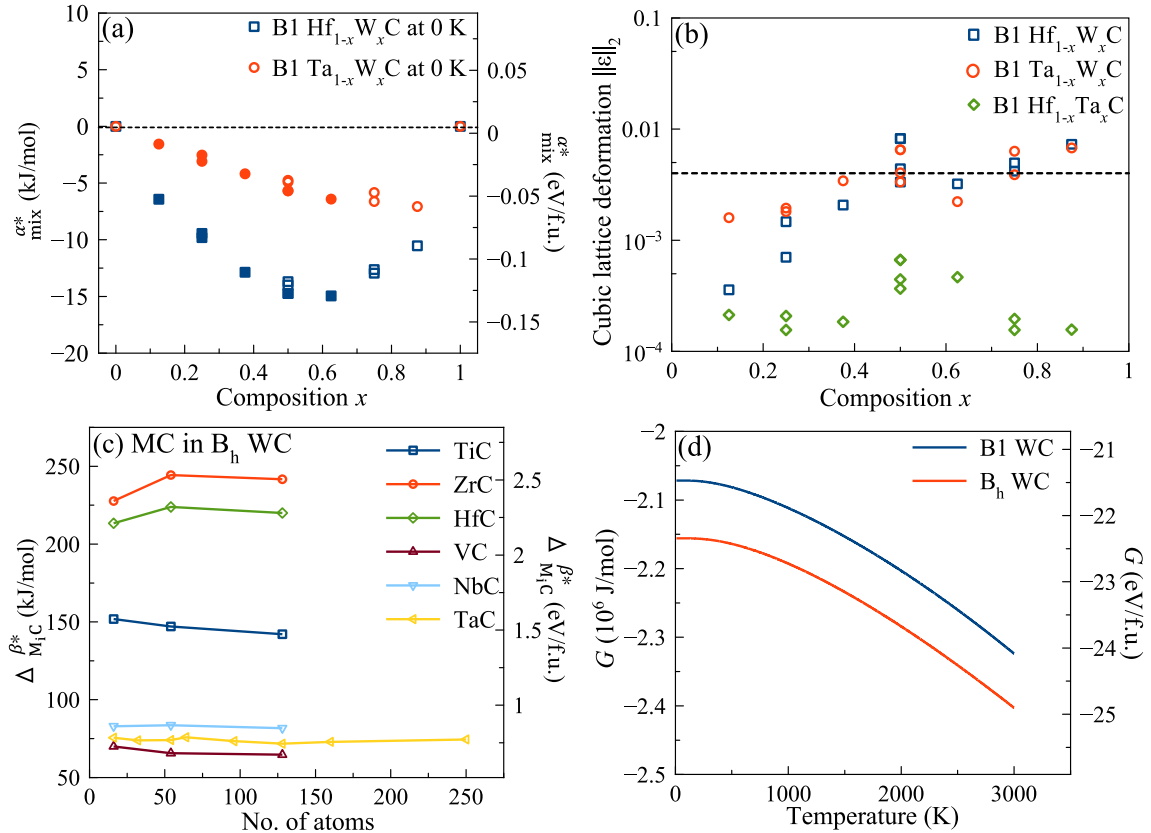 (a)
B1 Hf1-xWxC at 0 K
B1 Ta1-xWxC at 0 K
10
5
0
−5
−10
−15
−20
0.05
0
−0.05
−0.1
−0.15
α*mix (kJ/mol)
α*mix (eV/f.u.)
0 0.2 0.4 0.6 0.8 1
Composition x
(b)
B1 Hf1-xWxC
B1 Ta1-xWxC
B1 Hf1-xTaxC
0.1
0.01
10−3
10−4
Cubic lattice deformation ||ε||2
0 0.2 0.4 0.6 0.8 1
Composition x
(c) MC in Bh WC
TiC
ZrC
HfC
VC
NbC
TaC
250
200
150
100
50
2.5
2
1.5
1
Δ β*MiC (kJ/mol)
Δ β*MiC (eV/f.u.)
0 50 100 150 200 250
No. of atoms
(d)
B1 WC
Bh WC
−2
−2.1
−2.2
−2.3
−2.4
−2.5
−21
−22
−23
−24
−25
G (10^6 J/mol)
G (eV/f.u.)
0 1000 2000 3000
Temperature (K)